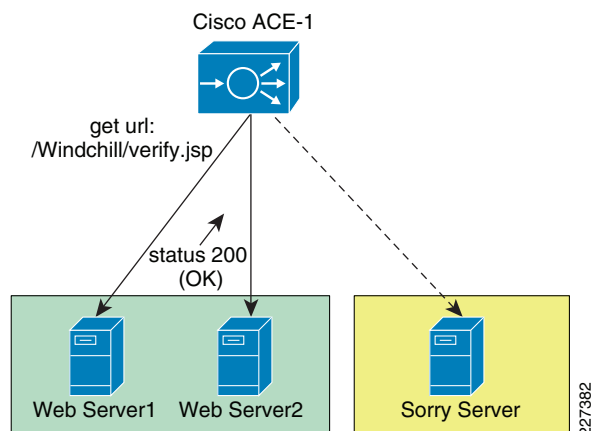 Cisco ACE-1
get url:
/Windchill/verify.jsp
status 200
(OK)
Web Server1
Web Server2
Sorry Server
227382